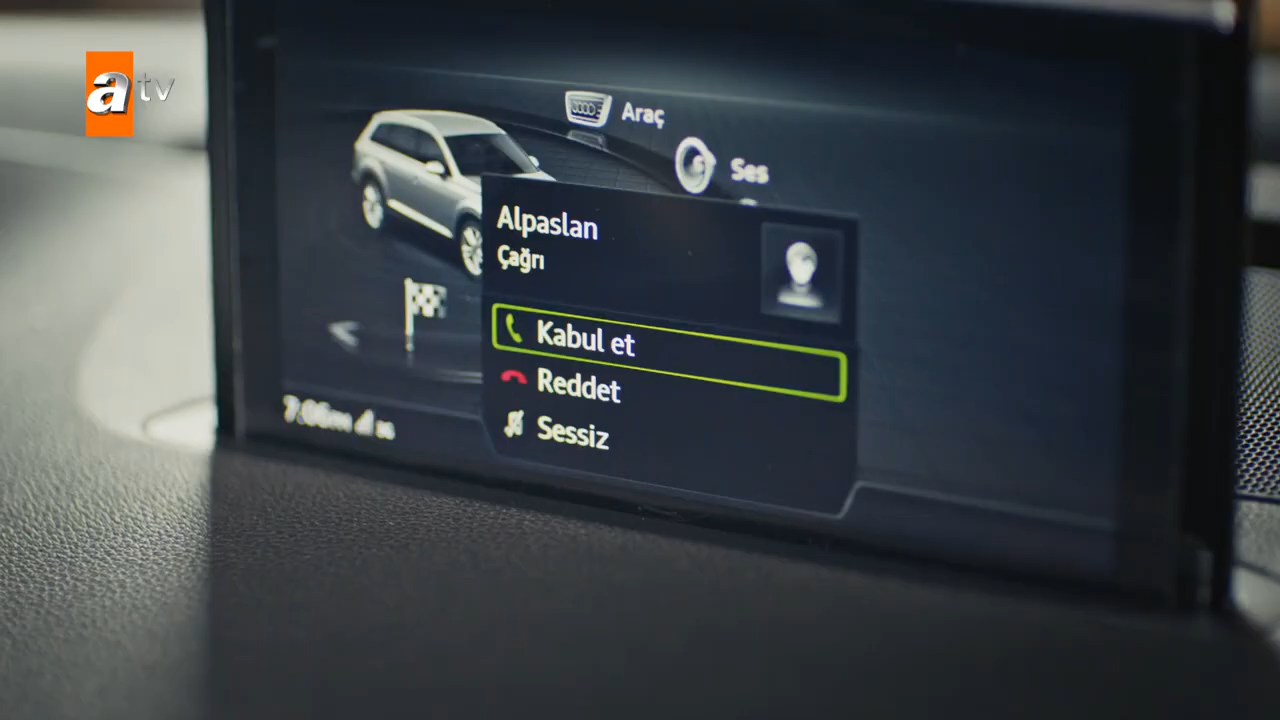 atv
Araç
Ses
Alpaslan
Çağrı
Kabul et
Reddet
Sessiz